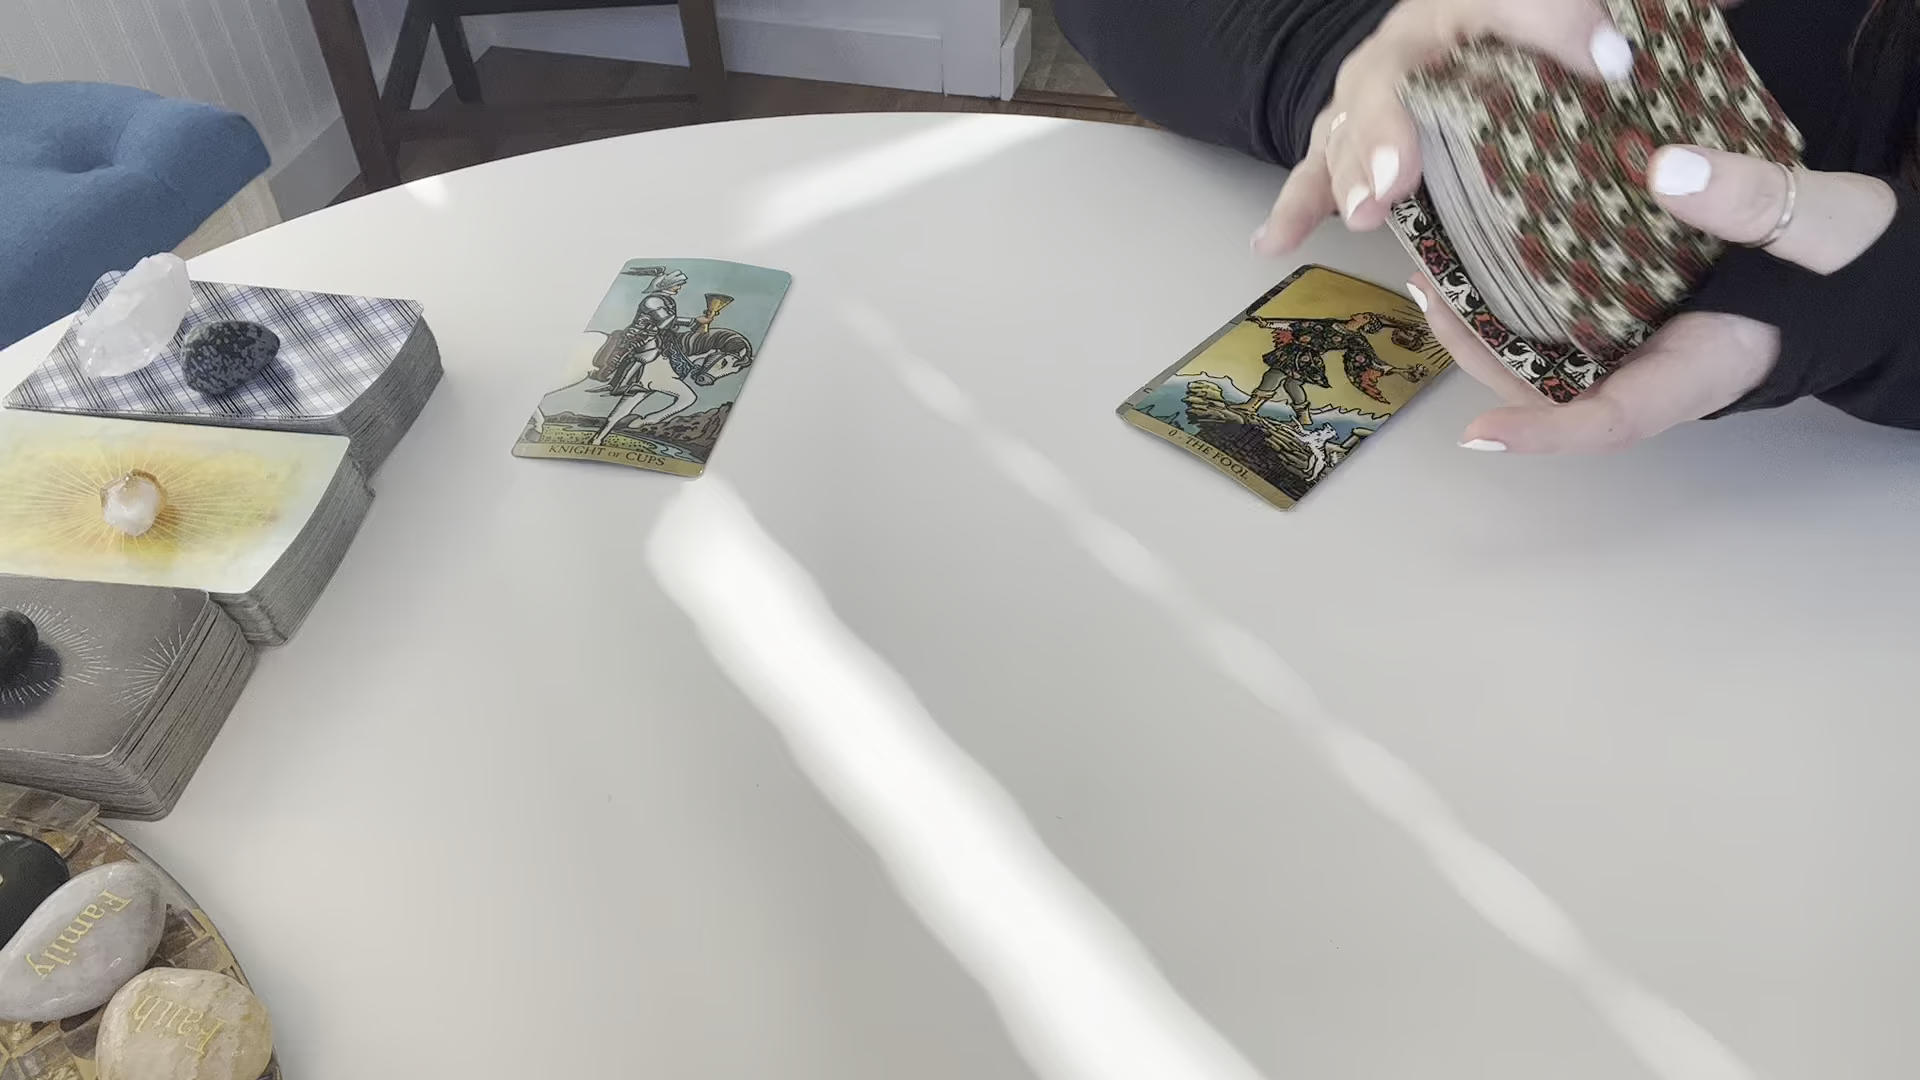 KNIGHT OF CUPS
0 - THE FOOL
Family
Faith